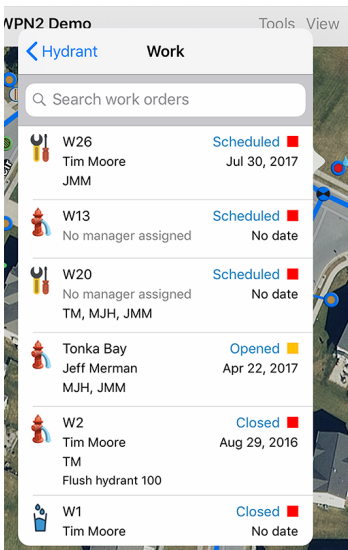 WPN2 Demo Tools View
Hydrant Work
Search work orders
W26 Scheduled
Tim Moore Jul 30, 2017
JMM
W13 Scheduled
No manager assigned No date
W20 Scheduled
No manager assigned No date
TM, MJH, JMM
Tonka Bay Opened
Jeff Merman Apr 22, 2017
MJH, JMM
W2 Closed
Tim Moore Aug 29, 2016
TM
Flush hydrant 100
W1 Closed
Tim Moore No date